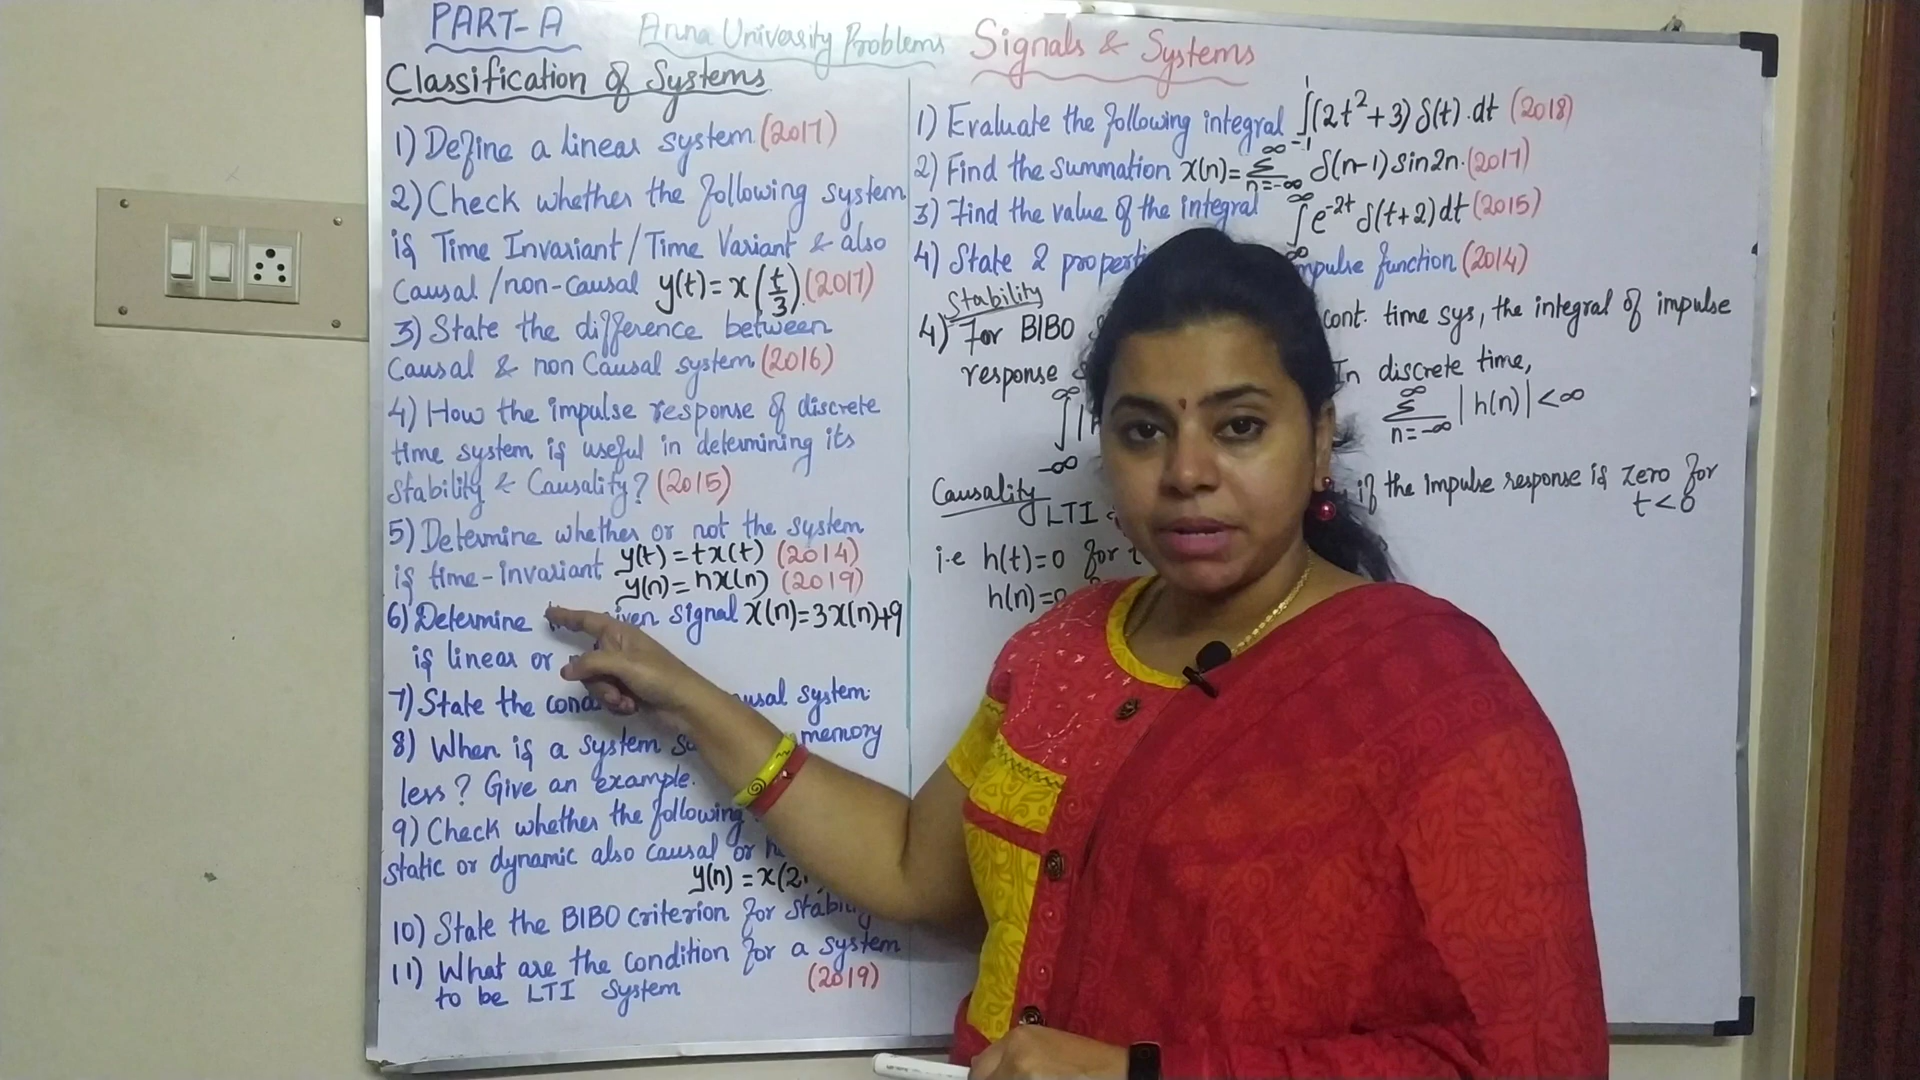 PART-A
Anna University Problems
Signals & Systems
Classification of Systems
1) Define a linear system (2017)
2) Check whether the following system
is Time Invariant / Time Variant & also
Causal / non-causal y(t) = x(t/3). (2017)
3) State the difference between
Causal & non Causal system (2016)
4) How the impulse response of discrete
time system is useful in determining its
Stability & Causality? (2015)
5) Determine whether or not the system
is time-invariant y(t) = tx(t) (2014)
y(n) = nx(n) (2019)
6) Determine given signal x(n)=3x(n)+9
is linear or
7) State the causal system.
8) When is a system memory
less? Give an example.
9) Check whether the following
static or dynamic also causal or
y(n) = x(2
10) State the BIBO criterion for stability
11) What are the condition for a system
to be LTI System (2019)
1) Evaluate the following integral ∫₋₁¹ (2t²+3) δ(t).dt (2018)
2) Find the summation x(n)= Σ n=-∞ ∞ δ(n-1) sin2n. (2017)
3) Find the value of the integral ∫ ∞ ∞ e^-2t δ(t+2) dt (2015)
4) State 2 impulse function (2014)
Stability
4) For BIBO cont. time sys, the integral of impulse
response In discrete time,
∫ -∞ ∞ | Σ n=-∞ ∞ |h(n)| < ∞
Causality
LTI if the impulse response is zero for
t<0
i.e h(t)=0 for
h(n)=0